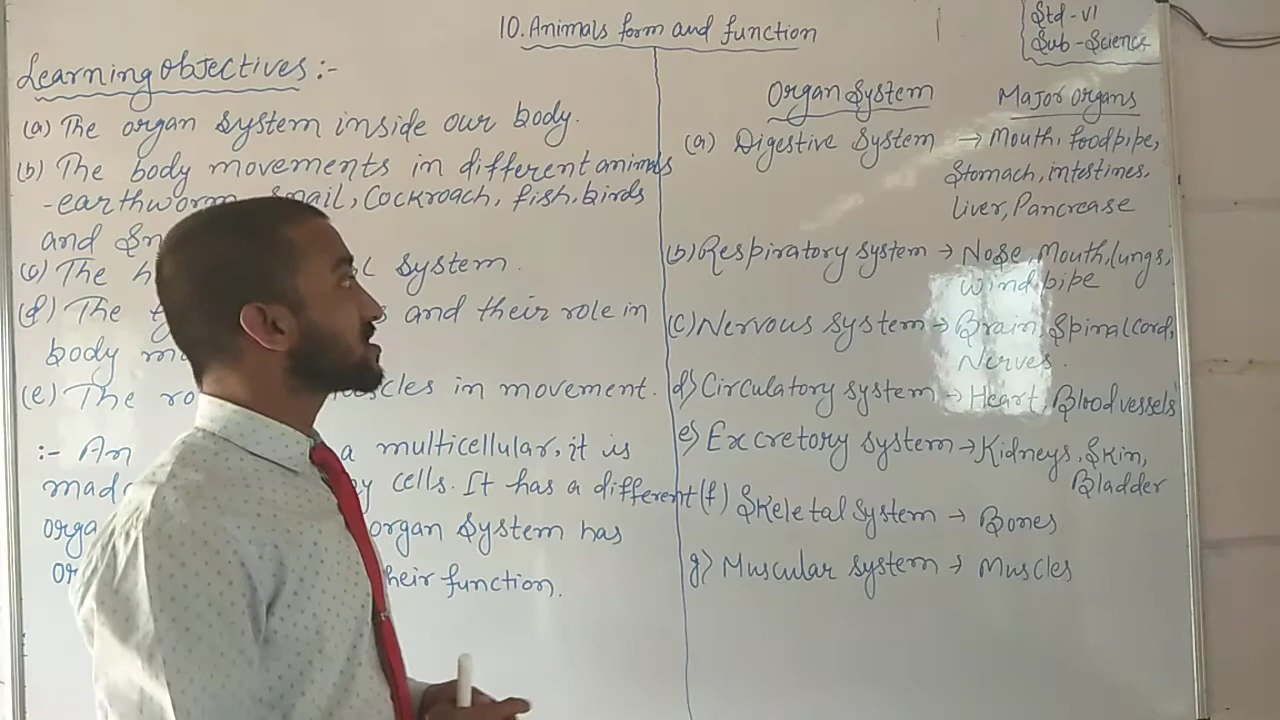 10. Animals form and function
Std - VI
Sub - Science
Learning Objectives :-
(a) The organ system inside our body.
(b) The body movements in different animals
- earthworm, Snail, Cockroach, fish, birds
and
(c) The system.
(d) The and their role in
body
(e) The in movement.
:- An a multicellular, it is
cells. It has a different
organ System has
their function.
Organ System
Major organs
(a) Digestive System → Mouth, foodpipe,
Stomach, intestines,
Liver, Pancrease
(b) Respiratory system → Nose, Mouth, lungs,
wind pipe
(c) Nervous system → Brain, Spinal cord,
Nerves.
d) Circulatory system → Heart, Blood vessels
e) Excretory system → Kidneys, Skin,
Bladder
(f) Skeletal System → Bones
g) Muscular system → Muscles